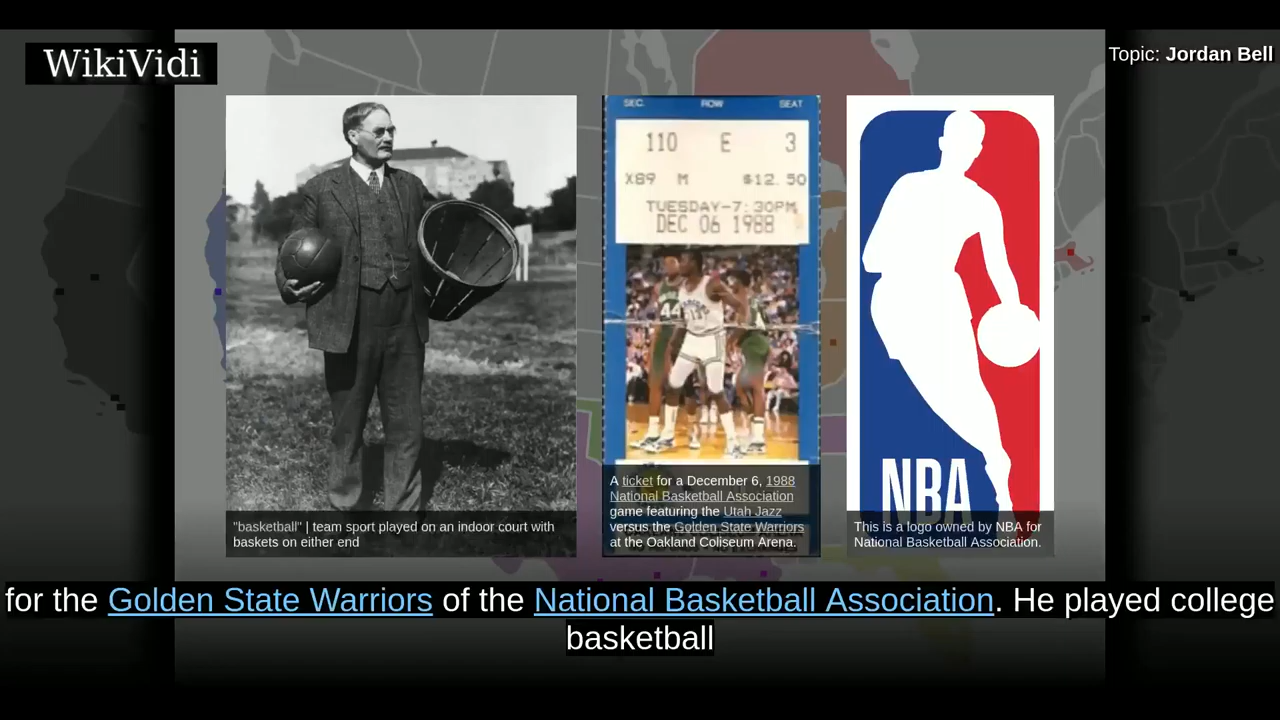 WikiVidi
Topic: Jordan Bell
SEC. ROW SEAT
110 E 3
X89 M $12.50
TUESDAY-7:30PM
DEC 06 1988
44
NBA
"basketball" | team sport played on an indoor court with
baskets on either end
A ticket for a December 6, 1988
National Basketball Association
game featuring the Utah Jazz
versus the Golden State Warriors
at the Oakland Coliseum Arena.
This is a logo owned by NBA for
National Basketball Association.
for the Golden State Warriors of the National Basketball Association. He played college
basketball